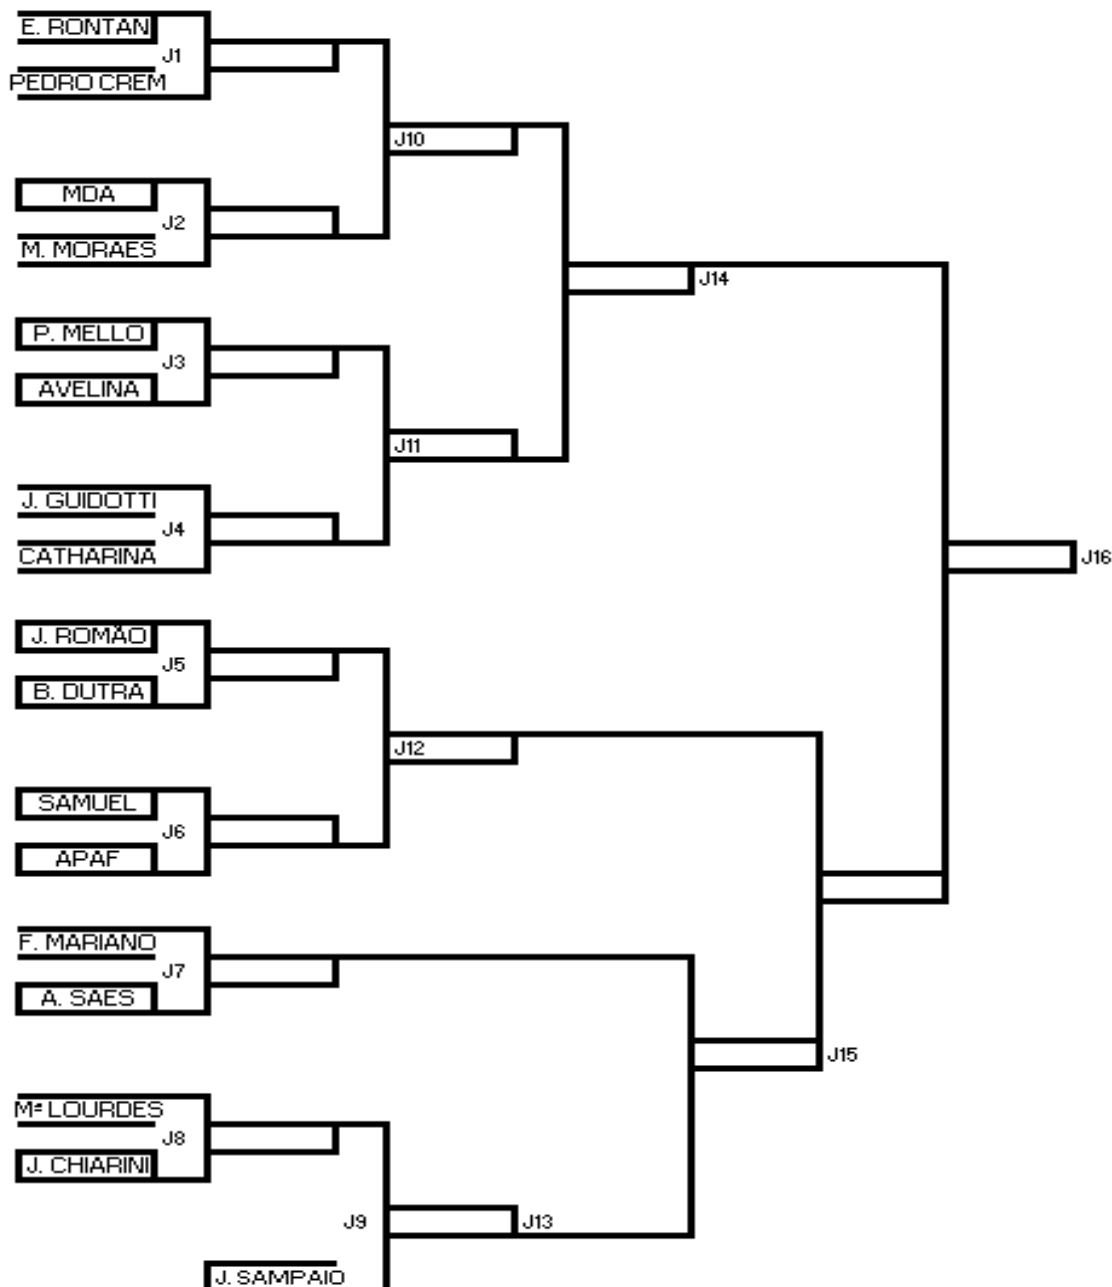 E. RONTAN
J1
PEDRO CREM
J10
MDA
J2
M. MORAES
J14
P. MELLO
J3
AVELINA
J11
J. GUIDOTTI
J4
CATHARINA
J16
J. ROMÃO
J5
B. DUTRA
J12
SAMUEL
J6
APAF
F. MARIANO
J7
A. SAES
J15
Mª LOURDES
J8
J. CHIARINI
J9
J13
J. SAMPAIO